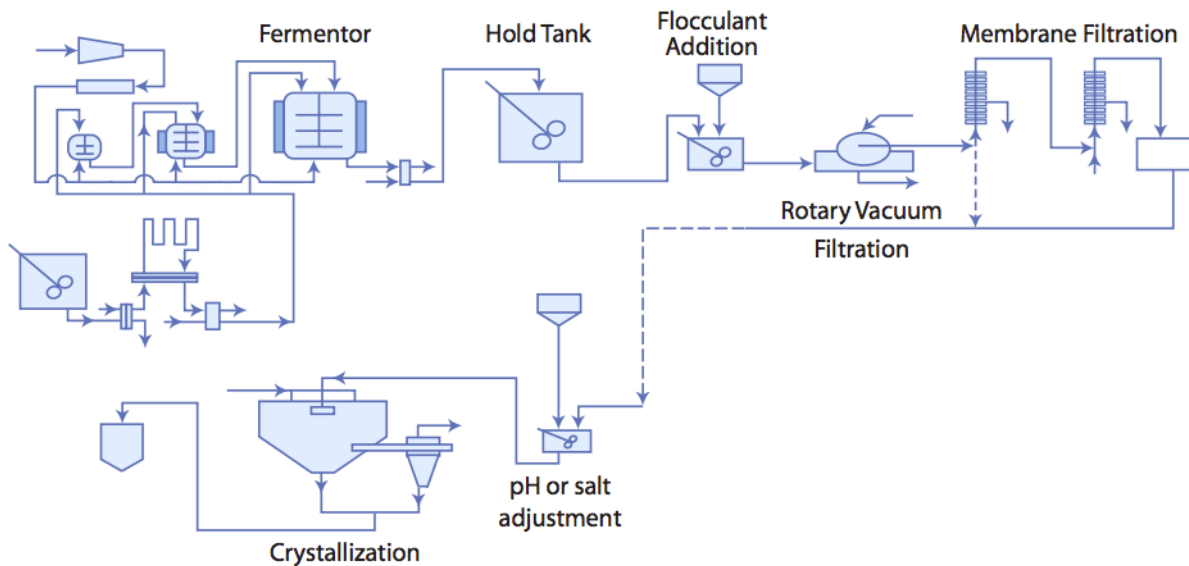 Fermentor
Hold Tank
Flocculant
Addition
Membrane Filtration
Rotary Vacuum
Filtration
pH or salt
adjustment
Crystallization